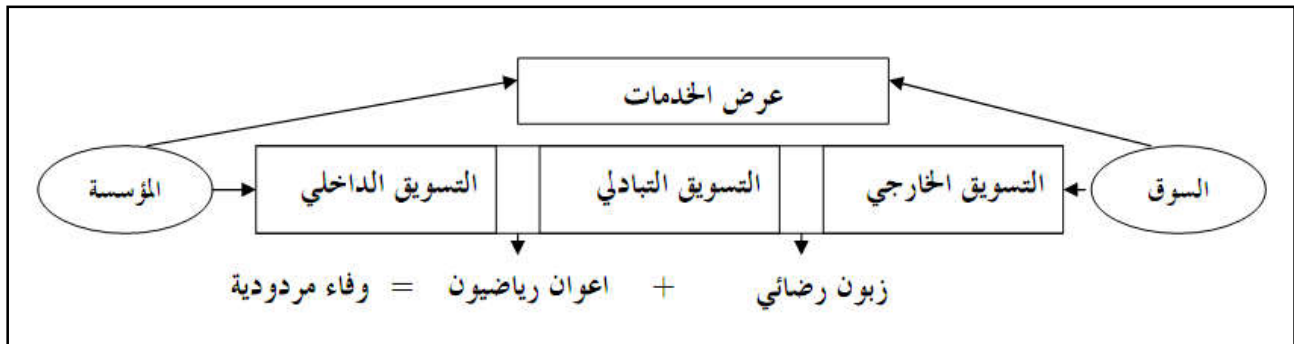 عرض الخدمات
السوق
التسويق الخارجي
التسويق التبادلي
التسويق الداخلي
المؤسسة
زبون رضائي + اعوان رياضيون = وفاء مردودية